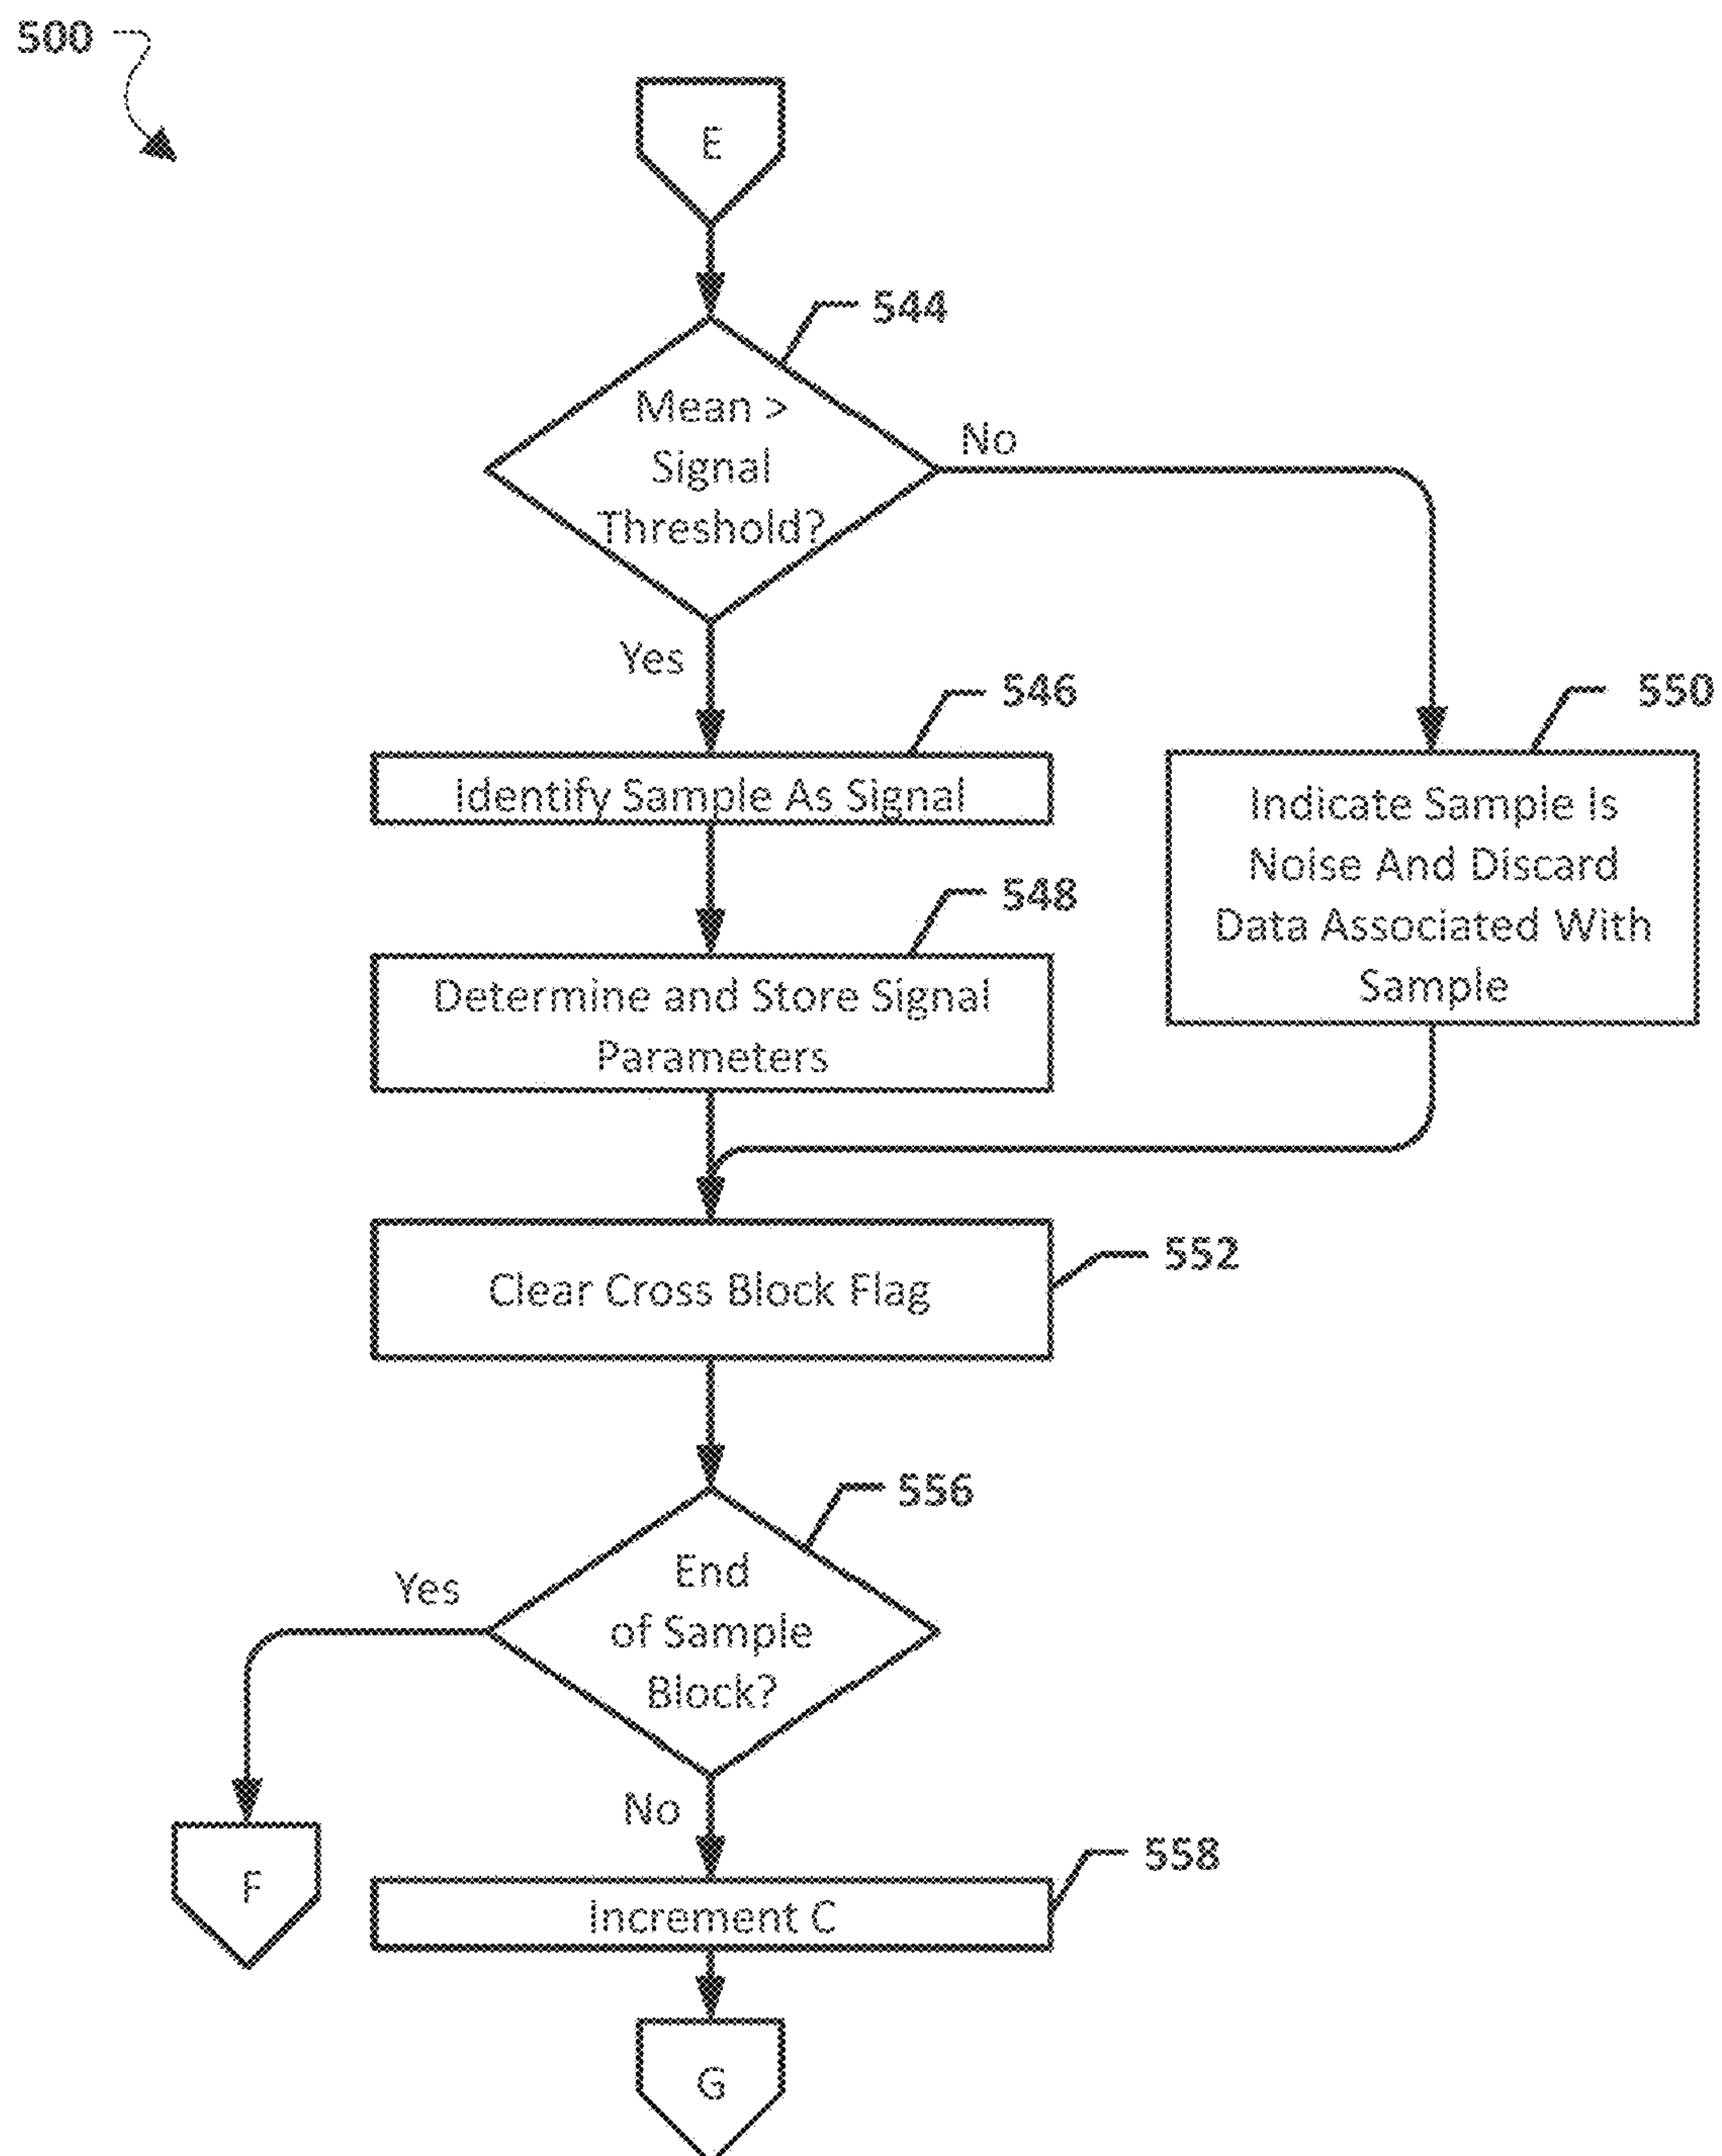 500
E
544
Mean >
Signal
Threshold?
No
Yes
546
Identify Sample As Signal
550
Indicate Sample Is
Noise And Discard
Data Associated With
Sample
548
Determine and Store Signal
Parameters
Clear Cross Block Flag
552
556
End
of Sample
Block?
Yes
No
F
558
Increment C
G